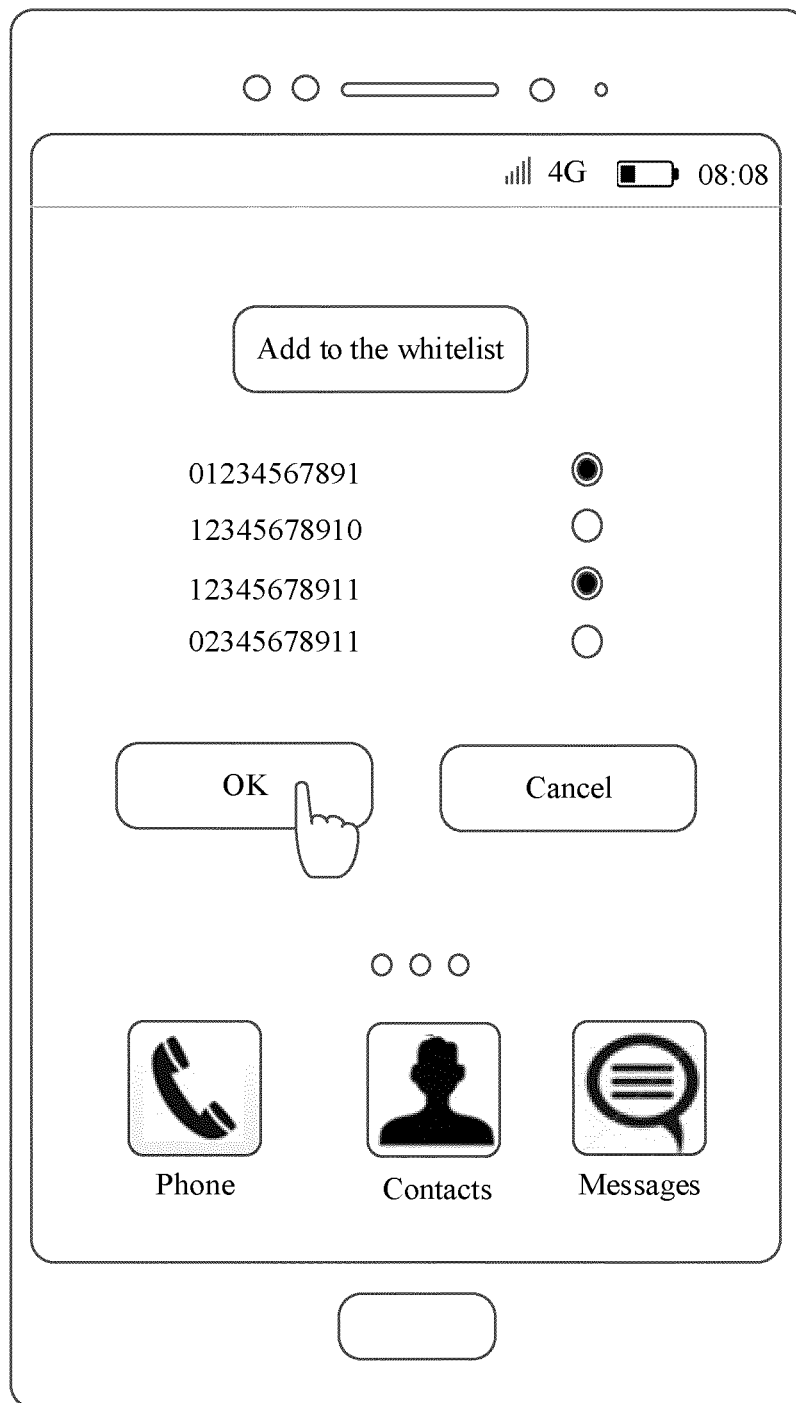 4G 08:08
Add to the whitelist
01234567891
12345678910
12345678911
02345678911
OK Cancel
Phone Contacts Messages